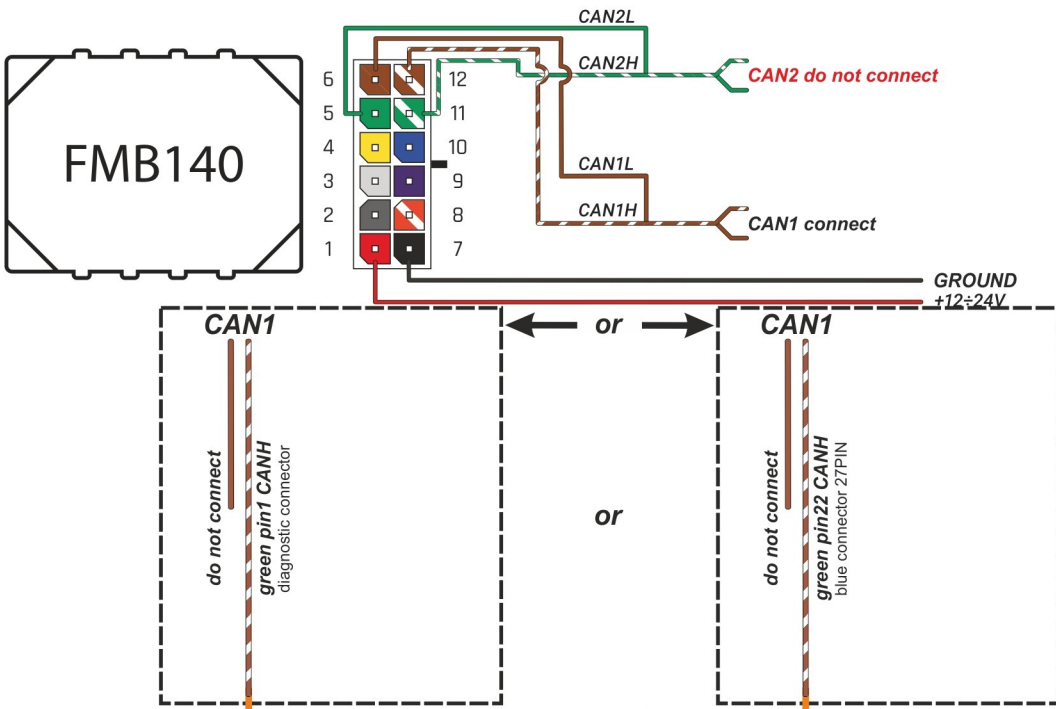 FMB140
CAN2L
CAN2H
CAN2 do not connect
6 12
5 11
4 10
3 9
2 8
1 7
CAN1L
CAN1H
CAN1 connect
GROUND
+12÷24V
CAN1
do not connect
green pin1 CANH
diagnostic connector
or
or
CAN1
do not connect
green pin22 CANH
blue connector 27PIN